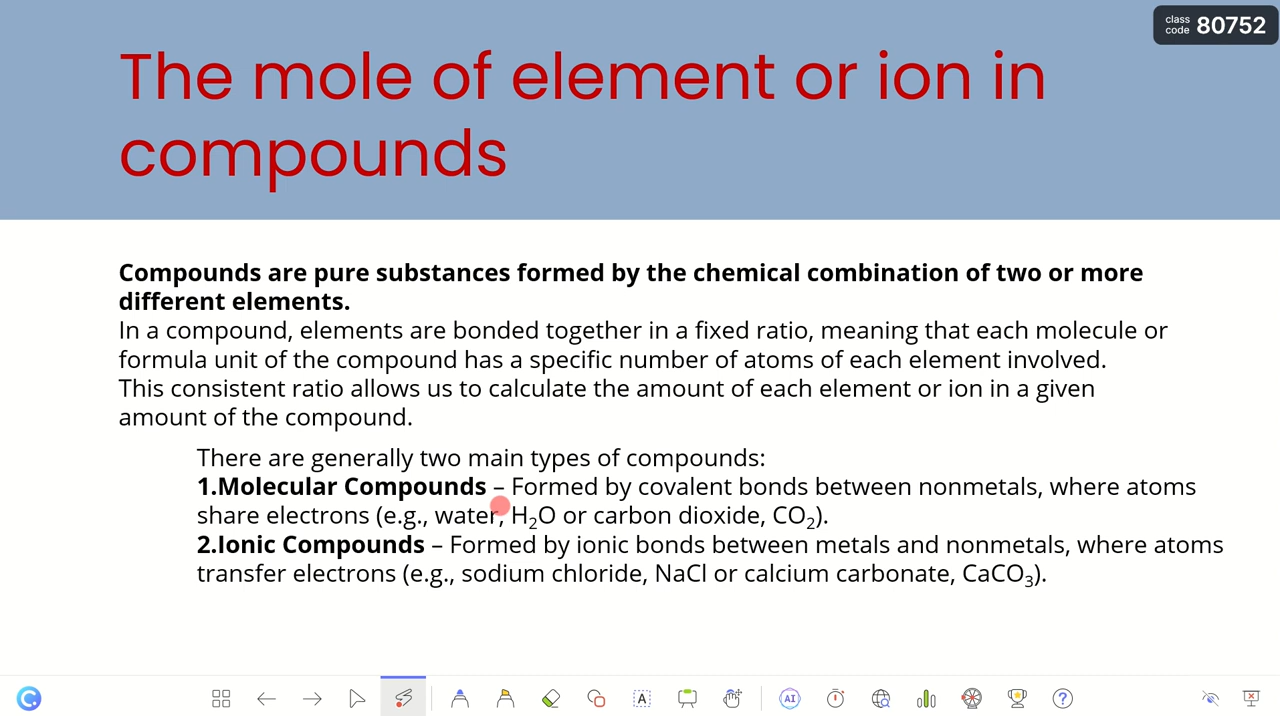 class
code 80752
The mole of element or ion in
compounds
Compounds are pure substances formed by the chemical combination of two or more
different elements.
In a compound, elements are bonded together in a fixed ratio, meaning that each molecule or
formula unit of the compound has a specific number of atoms of each element involved.
This consistent ratio allows us to calculate the amount of each element or ion in a given
amount of the compound.
There are generally two main types of compounds:
1.Molecular Compounds – Formed by covalent bonds between nonmetals, where atoms
share electrons (e.g., water, H₂O or carbon dioxide, CO₂).
2.Ionic Compounds – Formed by ionic bonds between metals and nonmetals, where atoms
transfer electrons (e.g., sodium chloride, NaCl or calcium carbonate, CaCO₃).
A
AI
?